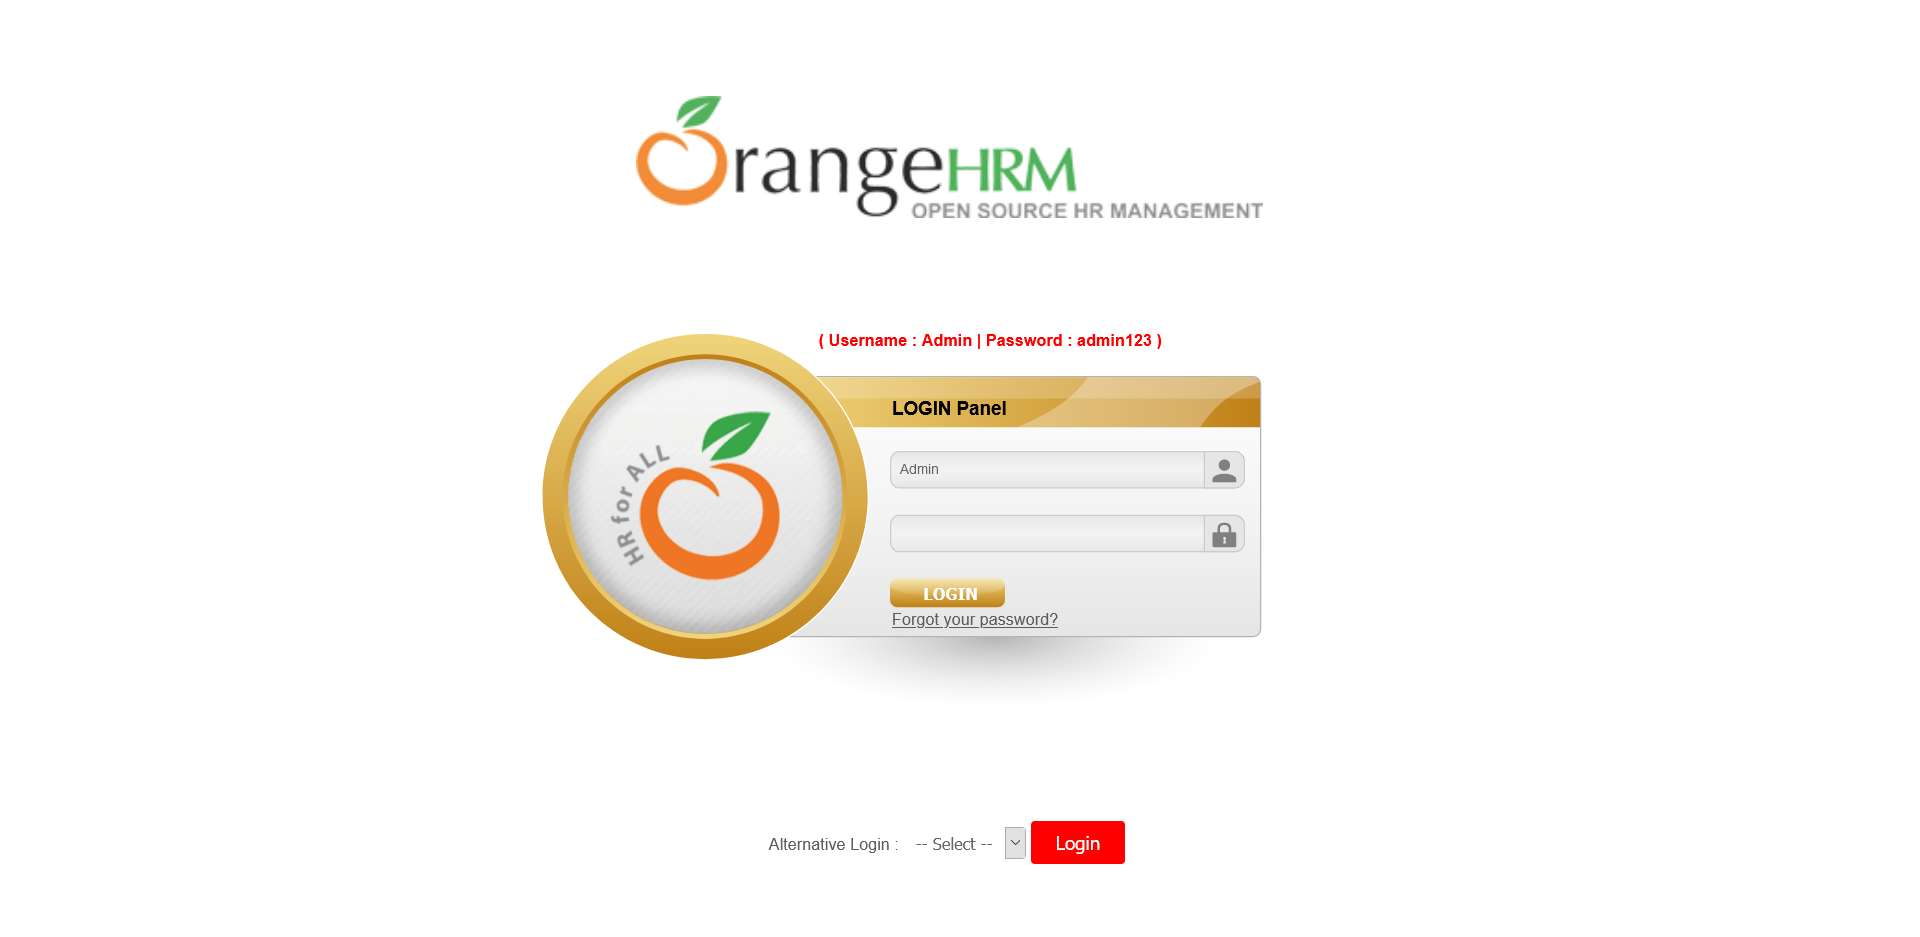 OrangeHRM
OPEN SOURCE HR MANAGEMENT
( Username : Admin | Password : admin123 )
LOGIN Panel
HR for ALL
Admin
LOGIN
Forgot your password?
Alternative Login : -- Select -- Login